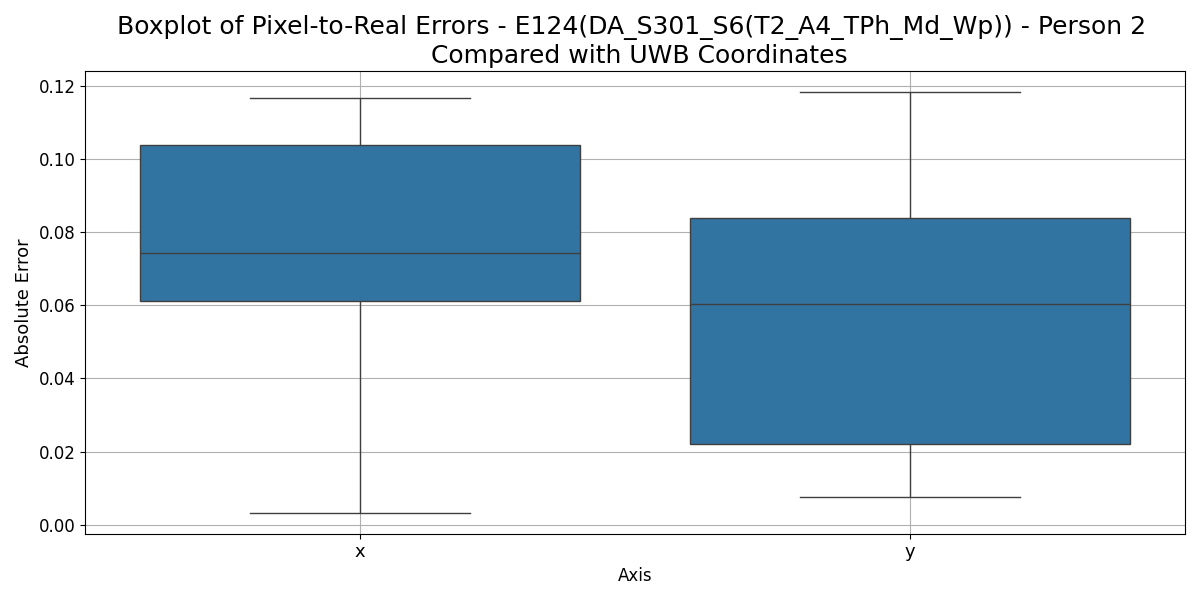 Boxplot of Pixel-to-Real Errors - E124(DA_S301_S6(T2_A4_TPh_Md_Wp)) - Person 2
Compared with UWB Coordinates
0.12
0.10
0.08
0.06
0.04
0.02
0.00
Absolute Error
x
y
Axis